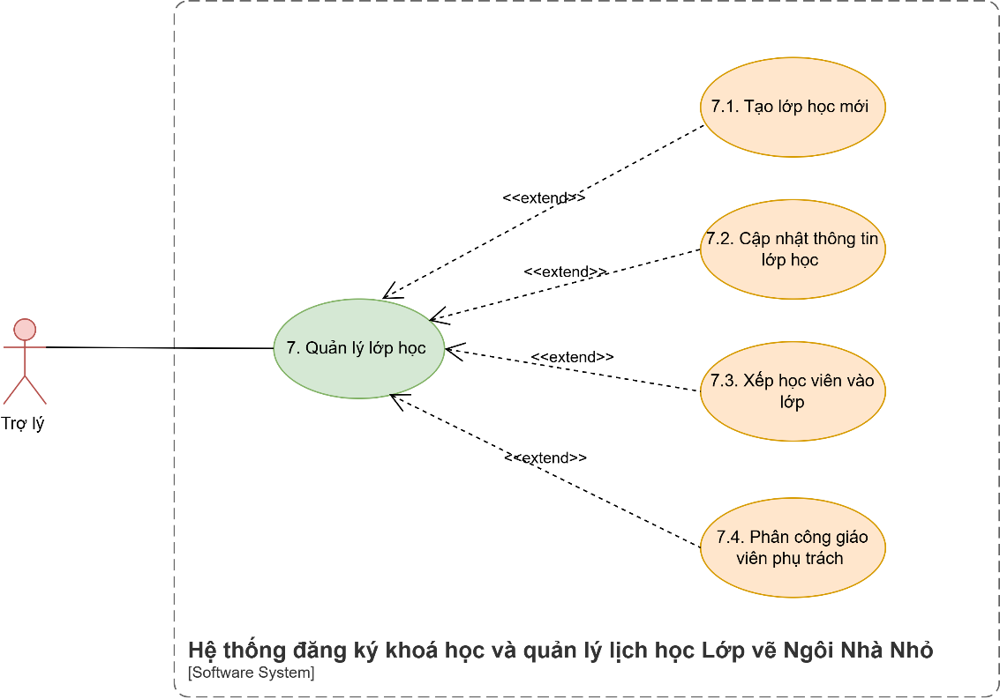 7.1. Tạo lớp học mới
<<extend>>
7.2. Cập nhật thông tin
lớp học
<<extend>>
7. Quản lý lớp học
<<extend>>
7.3. Xếp học viên vào
lớp
Trợ lý
<<extend>>
7.4. Phân công giáo
viên phụ trách
Hệ thống đăng ký khoá học và quản lý lịch học Lớp vẽ Ngôi Nhà Nhỏ
[Software System]